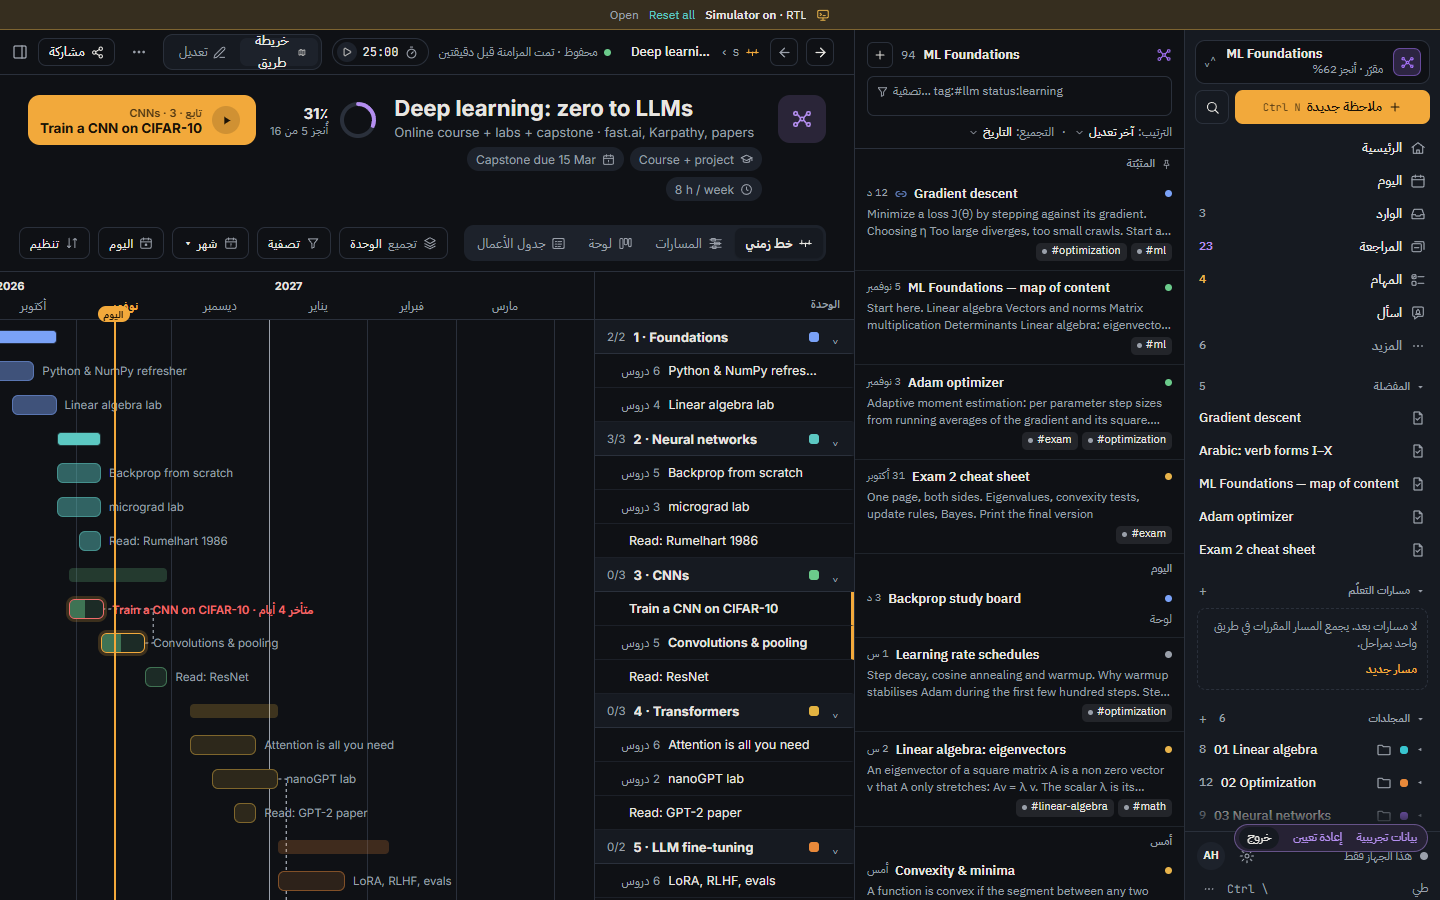 Open Reset all Simulator on · RTL
ML Foundations
مقرّر · أنجز 62%
+ ملاحظة جديدة Ctrl N
الرئيسية
اليوم
الوارد 3
المراجعة 23
المهام 4
اسأل
المزيد 6
المفضلة 5
Gradient descent
Arabic: verb forms I–X
ML Foundations — map of content
Adam optimizer
Exam 2 cheat sheet
مسارات التعلّم +
لا مسارات بعد. يجمع المسار المقررات في طريق
واحد بمراحل.
مسار جديد
المجلدات 6 +
01 Linear algebra 8
02 Optimization 12
03 Neural networks 9
بيانات تجريبية إعادة تعيين خروج
هذا الجهاز فقط
AH
طي Ctrl \
ML Foundations 94 +
تصفية… tag:#llm status:learning
الترتيب: آخر تعديل · التجميع: التاريخ
المثبّتة
Gradient descent 12 د
Minimize a loss J(θ) by stepping against its gradient.
Choosing η Too large diverges, too small crawls. Start a…
#optimization #ml
ML Foundations — map of content 5 نوفمبر
Start here. Linear algebra Vectors and norms Matrix
multiplication Determinants Linear algebra: eigenvecto…
#ml
Adam optimizer 3 نوفمبر
Adaptive moment estimation: per parameter step sizes
from running averages of the gradient and its square.…
#exam #optimization
Exam 2 cheat sheet 31 أكتوبر
One page, both sides. Eigenvalues, convexity tests,
update rules, Bayes. Print the final version
#exam
اليوم
Backprop study board 3 د
لوحة
Learning rate schedules 1 س
Step decay, cosine annealing and warmup. Why warmup
stabilises Adam during the first few hundred steps. Ste…
#optimization
Linear algebra: eigenvectors 2 س
An eigenvector of a square matrix A is a non zero vector
v that A only stretches: Av = λ v. The scalar λ is its…
#linear-algebra #math
أمس
Convexity & minima أمس
A function is convex if the segment between any two
S Deep learni…
محفوظ · تمت المزامنة قبل دقيقتين
25:00
خريطة طريق تعديل
مشاركة
Deep learning: zero to LLMs
Online course + labs + capstone · fast.ai, Karpathy, papers
Course + project Capstone due 15 Mar
8 h / week
31%
أنجز 5 من 16
تابع · 3 · CNNs
Train a CNN on CIFAR-10
خط زمني المسارات لوحة جدول الأعمال
تجميع الوحدة تصفية شهر اليوم تنظيم
الوحدة
2026 2027
أكتوبر نوفمبر ديسمبر يناير فبراير مارس
اليوم
1 · Foundations 2/2
Python & NumPy refres… 6 دروس
Python & NumPy refresher
Linear algebra lab 4 دروس
Linear algebra lab
2 · Neural networks 3/3
Backprop from scratch 5 دروس
Backprop from scratch
micrograd lab 3 دروس
micrograd lab
Read: Rumelhart 1986
Read: Rumelhart 1986
3 · CNNs 0/3
Train a CNN on CIFAR-10
Train a CNN on CIFAR-10 · متأخر 4 أيام
Convolutions & pooling 5 دروس
Convolutions & pooling
Read: ResNet
Read: ResNet
4 · Transformers 0/3
Attention is all you need 6 دروس
Attention is all you need
nanoGPT lab 2 دروس
nanoGPT lab
Read: GPT-2 paper
Read: GPT-2 paper
5 · LLM fine-tuning 0/2
LoRA, RLHF, evals 6 دروس
LoRA, RLHF, evals